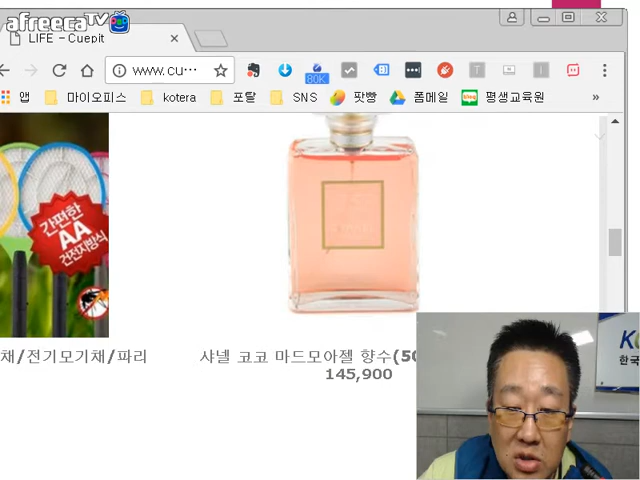 afreecaTV
LIFE - Cuepit
www.cu···
80K
앱
마이오피스
kotera
포탈
SNS
팟빵
폼메일
평생교육원
»
간편한
AA
건전지방식
채/전기모기채/파리
샤넬 코코 마드모아젤 향수(50
145,900
한국